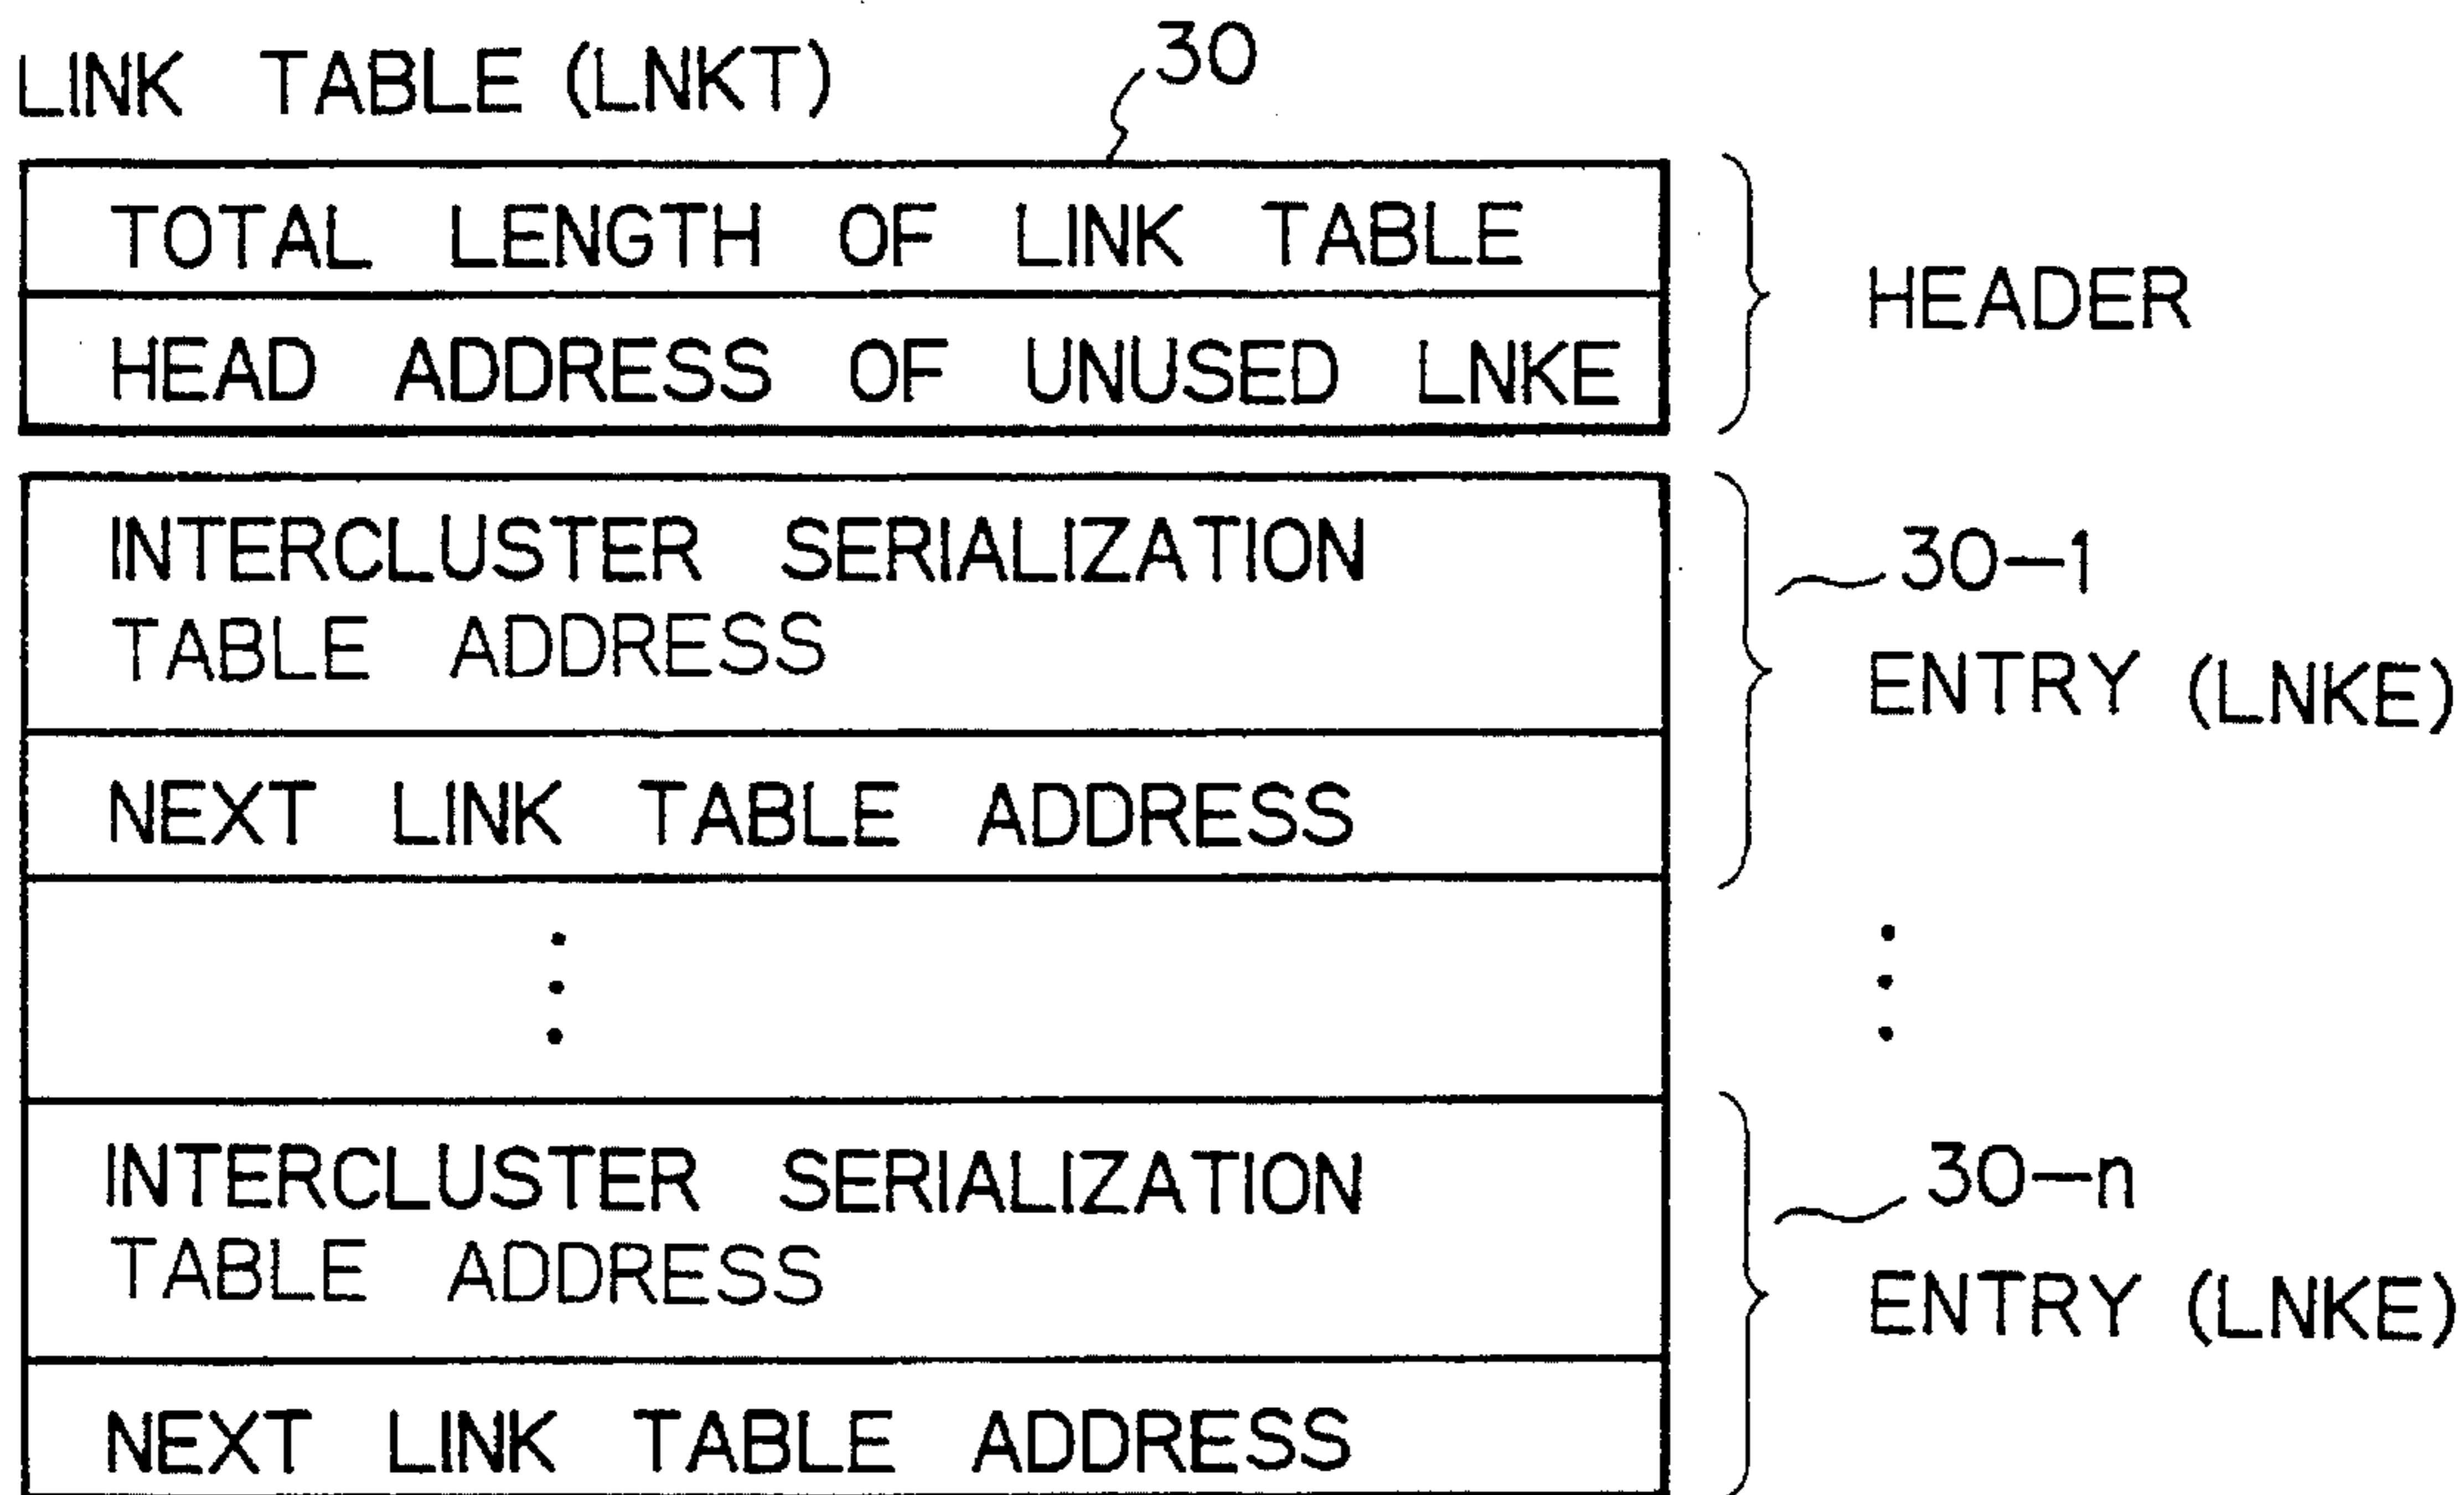 LINK TABLE (LNKT)
30
TOTAL LENGTH OF LINK TABLE
HEAD ADDRESS OF UNUSED LNKE
HEADER
INTERCLUSTER SERIALIZATION
TABLE ADDRESS
NEXT LINK TABLE ADDRESS
30-1
ENTRY (LNKE)
INTERCLUSTER SERIALIZATION
TABLE ADDRESS
NEXT LINK TABLE ADDRESS
30-n
ENTRY (LNKE)